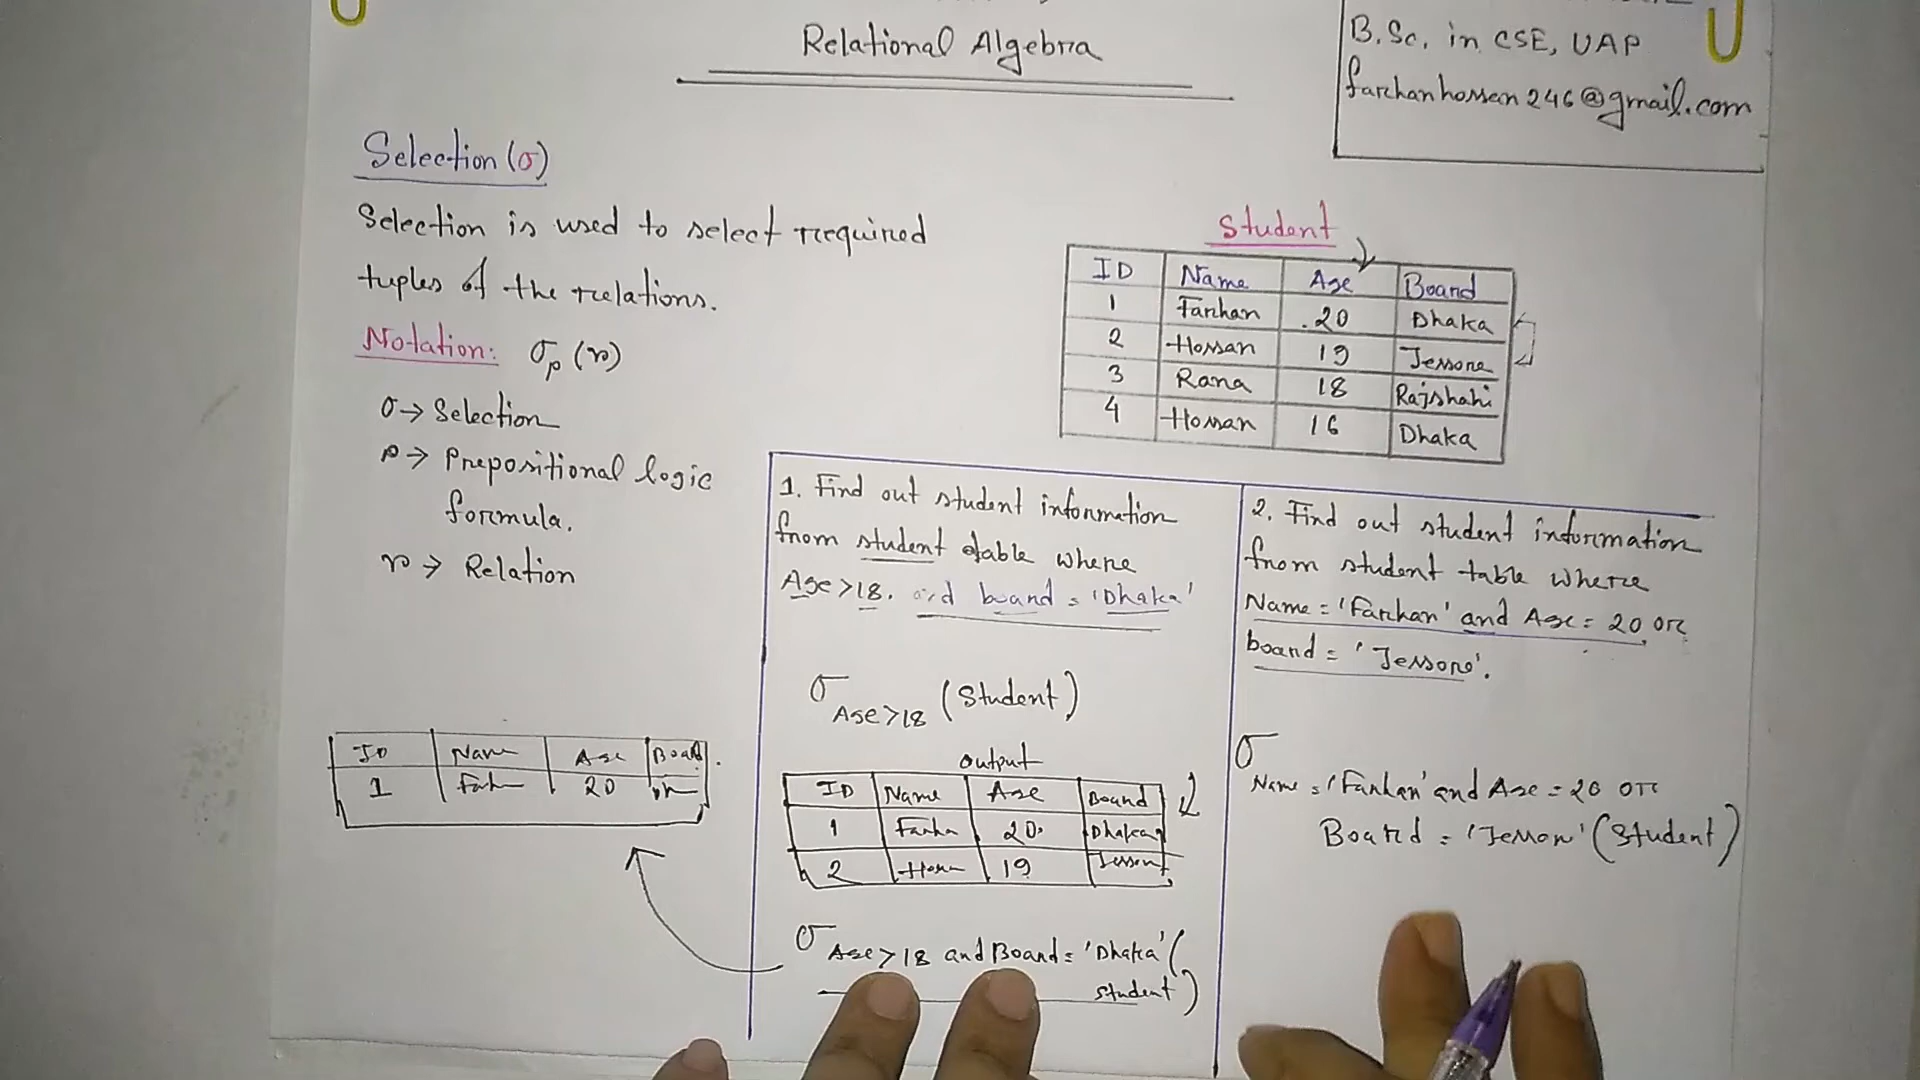 Relational Algebra
B.Sc. in CSE, UAP
farhanhossen246@gmail.com
Selection (σ)
Selection is used to select required
tuples of the relations.
Notation: σp (r)
σ → Selection
p → Prepositional logic
formula.
r → Relation
Student
ID Name Age Board
1 Farhan 20 Dhaka
2 Hossan 19 Jessore
3 Rana 18 Rajshahi
4 Hossan 16 Dhaka
1. Find out student information
from student table where
Age >18. and board = 'Dhaka'
σ Age >18 (Student)
output
ID Name Age Board
1 Farha 20 Dhaka
2 19
σ Age >18 and Board = 'Dhaka' (
student)
ID Name Age Board
1 20
2. Find out student information
from student table where
Name = 'Farhan' and Age = 20 or
board = 'Jessore'.
σ
Name = 'Farhan' and Age = 20 or
Board = 'Jessor' (Student)